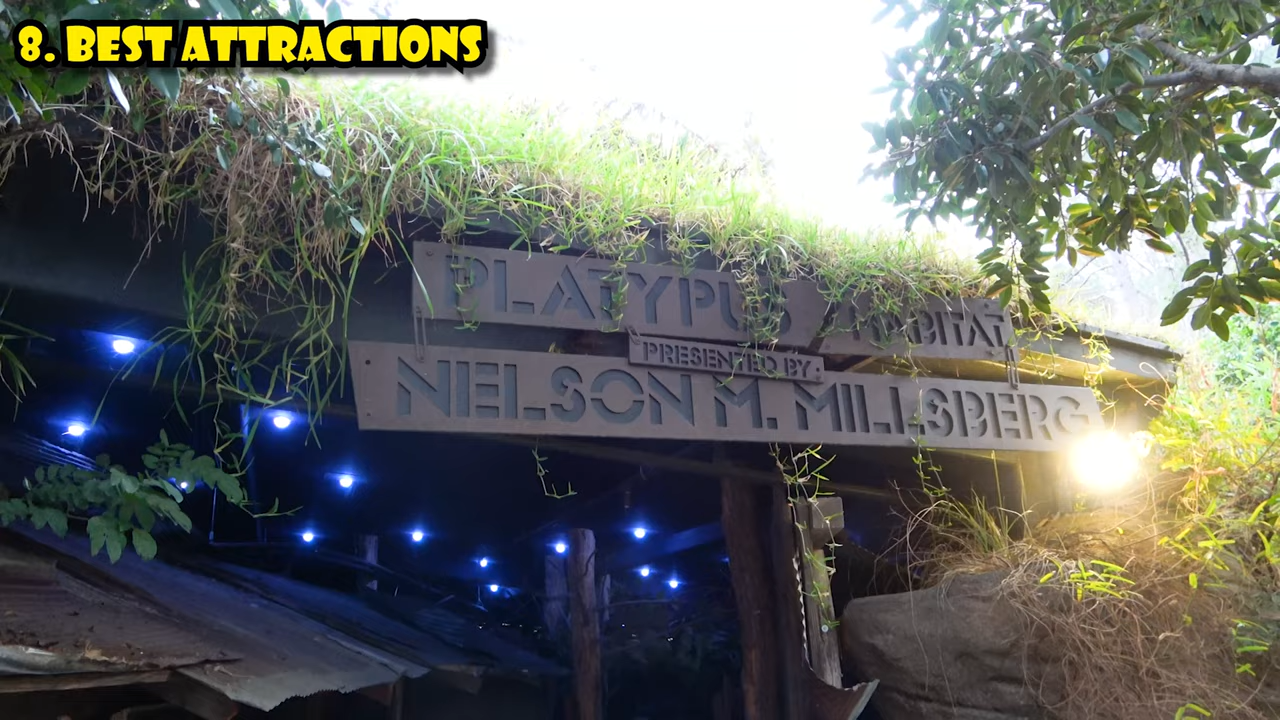 8. BEST ATTRACTIONS
PLATYPUS HABITAT
PRESENTED BY:
NELSON M. MILLSBERG